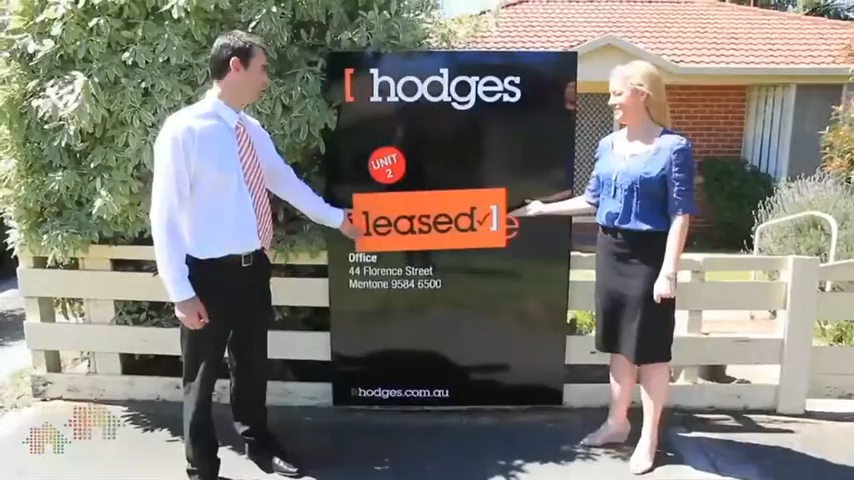 [hodges
UNIT
2
[leased✓]e
Office
44 Florence Street
Mentone 9584 6500
hodges.com.au